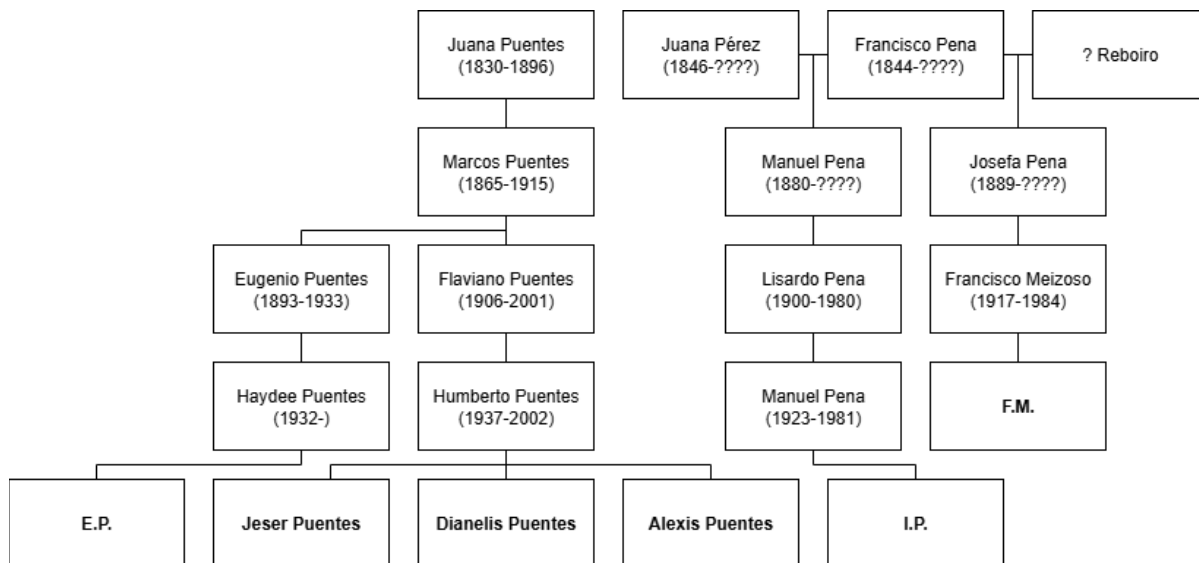 Juana Puentes
(1830-1896)
Juana Pérez
(1846-????)
Francisco Pena
(1844-????)
? Reboiro
Marcos Puentes
(1865-1915)
Manuel Pena
(1880-????)
Josefa Pena
(1889-????)
Eugenio Puentes
(1893-1933)
Flaviano Puentes
(1906-2001)
Lisardo Pena
(1900-1980)
Francisco Meizoso
(1917-1984)
Haydee Puentes
(1932-)
Humberto Puentes
(1937-2002)
Manuel Pena
(1923-1981)
F.M.
E.P.
Jeser Puentes
Dianelis Puentes
Alexis Puentes
I.P.